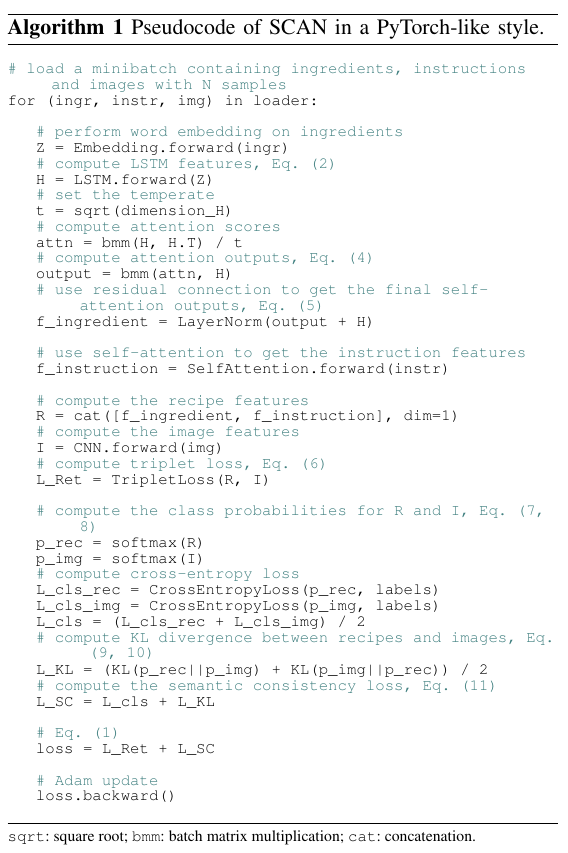 Algorithm 1 Pseudocode of SCAN in a PyTorch-like style.
# load a minibatch containing ingredients, instructions
and images with N samples
for (ingr, instr, img) in loader:
# perform word embedding on ingredients
Z = Embedding.forward(ingr)
# compute LSTM features, Eq. (2)
H = LSTM.forward(Z)
# set the temperate
t = sqrt(dimension_H)
# compute attention scores
attn = bmm(H, H.T) / t
# compute attention outputs, Eq. (4)
output = bmm(attn, H)
# use residual connection to get the final self-
attention outputs, Eq. (5)
f_ingredient = LayerNorm(output + H)
# use self-attention to get the instruction features
f_instruction = SelfAttention.forward(instr)
# compute the recipe features
R = cat([f_ingredient, f_instruction], dim=1)
# compute the image features
I = CNN.forward(img)
# compute triplet loss, Eq. (6)
L_Ret = TripletLoss(R, I)
# compute the class probabilities for R and I, Eq. (7,
8)
p_rec = softmax(R)
p_img = softmax(I)
# compute cross-entropy loss
L_cls_rec = CrossEntropyLoss(p_rec, labels)
L_cls_img = CrossEntropyLoss(p_img, labels)
L_cls = (L_cls_rec + L_cls_img) / 2
# compute KL divergence between recipes and images, Eq.
(9, 10)
L_KL = (KL(p_rec||p_img) + KL(p_img||p_rec)) / 2
# compute the semantic consistency loss, Eq. (11)
L_SC = L_cls + L_KL
# Eq. (1)
loss = L_Ret + L_SC
# Adam update
loss.backward()
sqrt: square root; bmm: batch matrix multiplication; cat: concatenation.